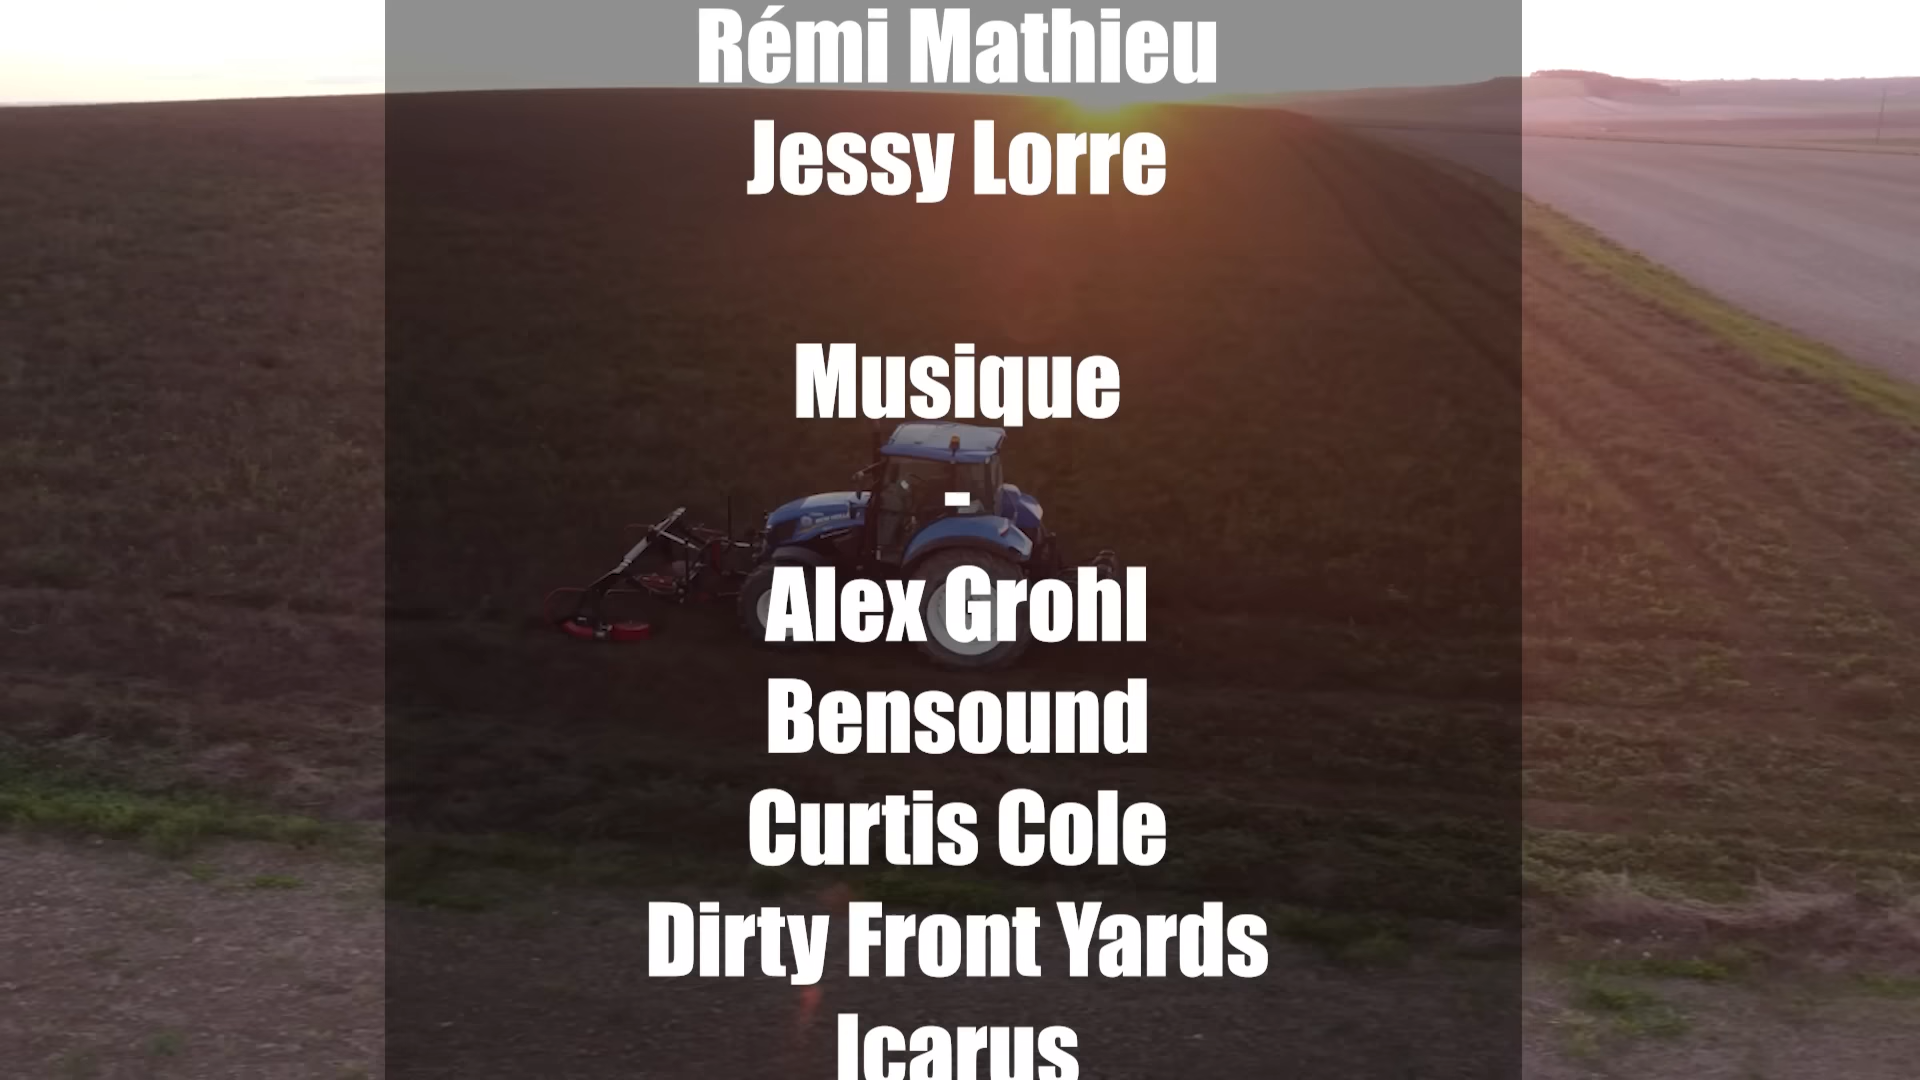 Rémi Mathieu
Jessy Lorre
Musique
-
Alex Grohl
Bensound
Curtis Cole
Dirty Front Yards
Icarus